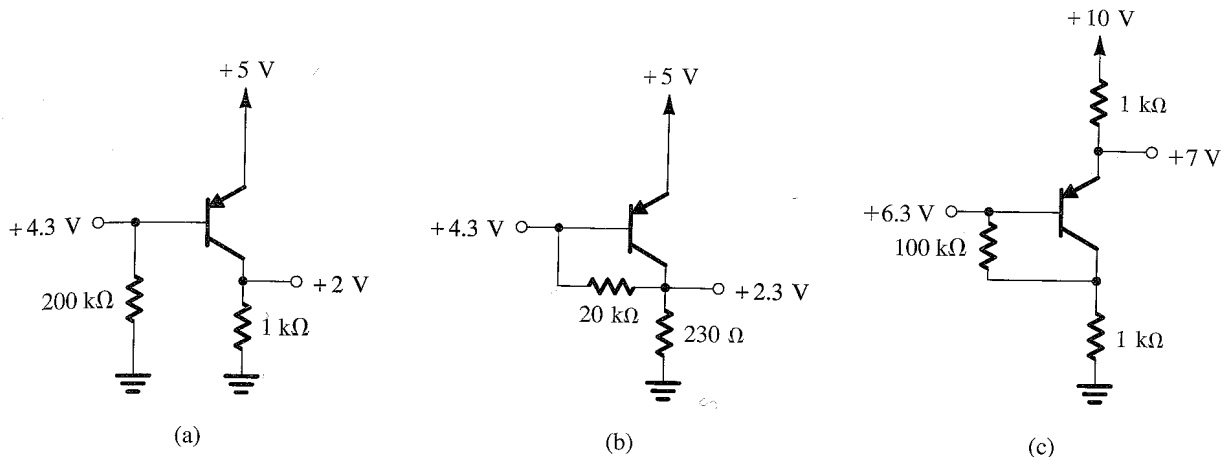 +5 V
+4.3 V
200 kΩ
+2 V
1 kΩ
(a)
+5 V
+4.3 V
20 kΩ
+2.3 V
230 Ω
(b)
+10 V
1 kΩ
+7 V
+6.3 V
100 kΩ
1 kΩ
(c)